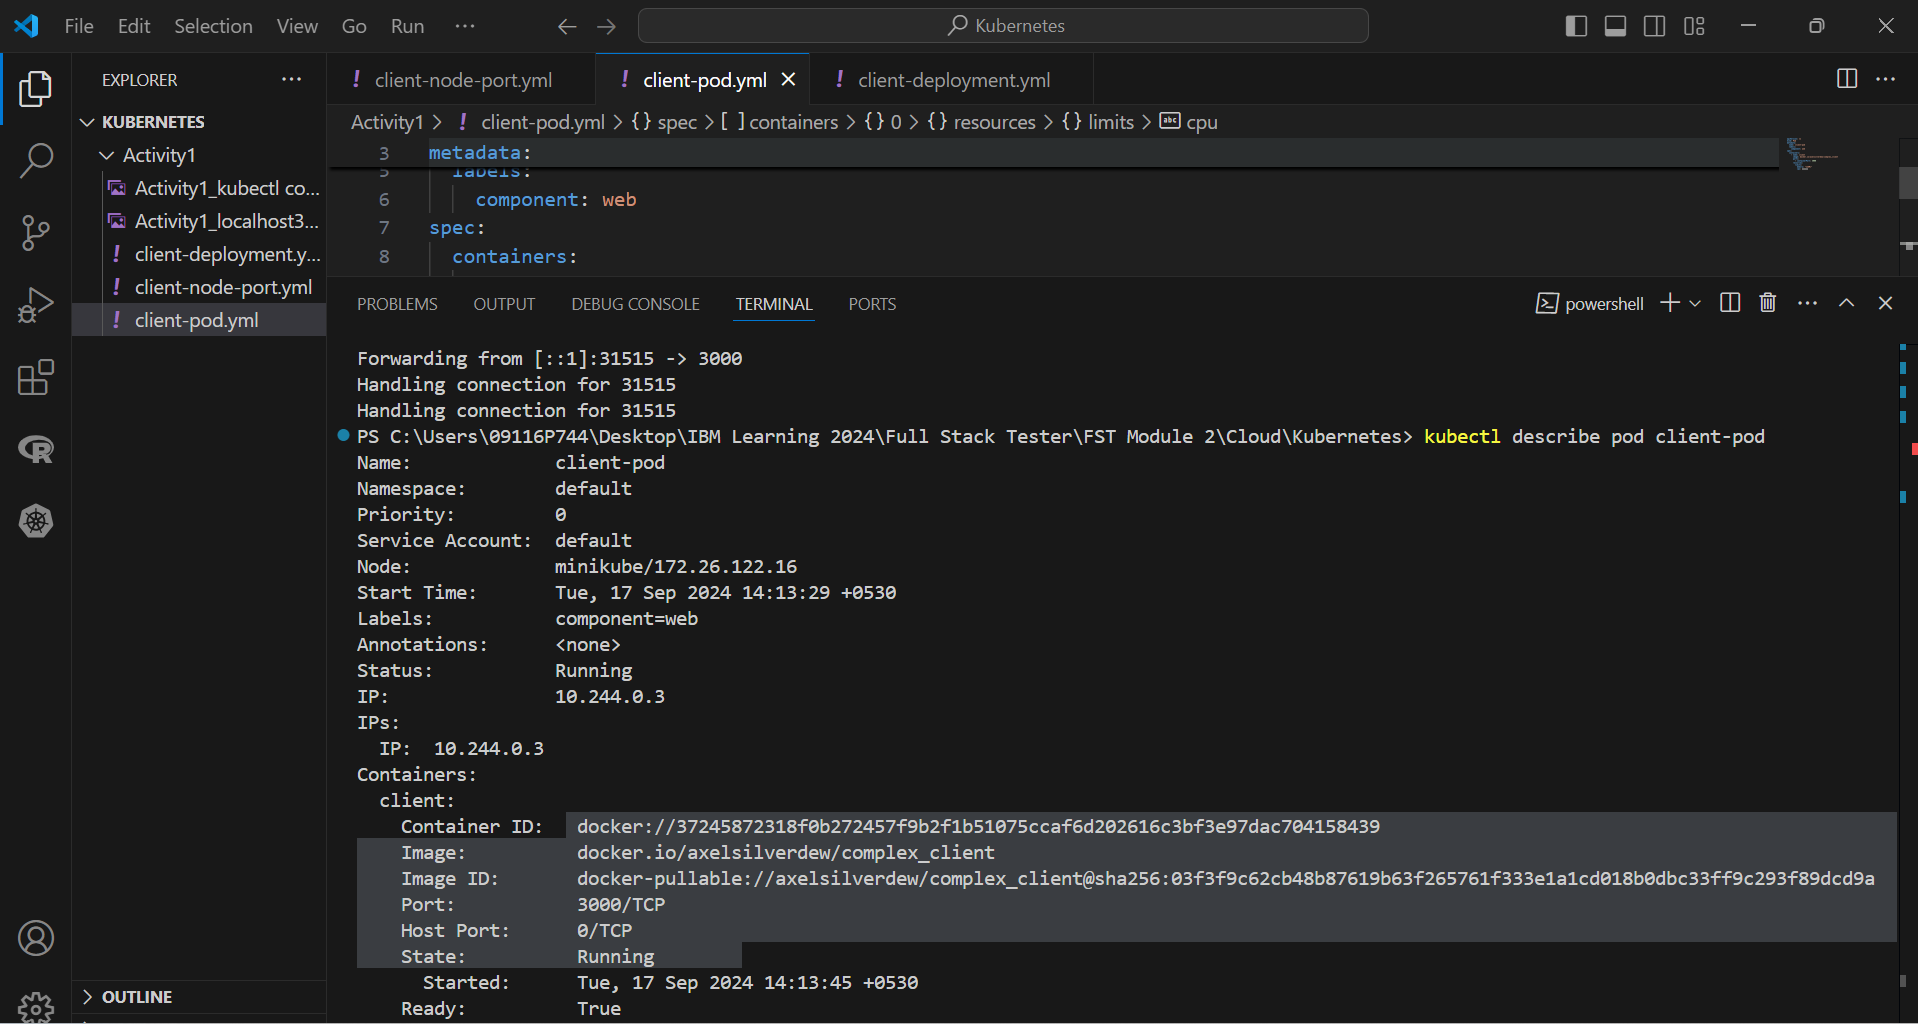 File Edit Selection View Go Run ··· Kubernetes
EXPLORER ···
KUBERNETES
Activity1
Activity1_kubectl co...
Activity1_localhost3...
client-deployment.y...
client-node-port.yml
client-pod.yml
OUTLINE
! client-node-port.yml ! client-pod.yml ! client-deployment.yml
Activity1 > ! client-pod.yml > {} spec > [ ] containers > {} 0 > {} resources > {} limits > abc cpu
3 metadata:
5 labels:
6 component: web
7 spec:
8 containers:
PROBLEMS OUTPUT DEBUG CONSOLE TERMINAL PORTS powershell
Forwarding from [::1]:31515 -> 3000
Handling connection for 31515
Handling connection for 31515
PS C:\Users\09116P744\Desktop\IBM Learning 2024\Full Stack Tester\FST Module 2\Cloud\Kubernetes> kubectl describe pod client-pod
Name: client-pod
Namespace: default
Priority: 0
Service Account: default
Node: minikube/172.26.122.16
Start Time: Tue, 17 Sep 2024 14:13:29 +0530
Labels: component=web
Annotations: <none>
Status: Running
IP: 10.244.0.3
IPs:
IP: 10.244.0.3
Containers:
client:
Container ID: docker://37245872318f0b272457f9b2f1b51075ccaf6d202616c3bf3e97dac704158439
Image: docker.io/axelsilverdew/complex_client
Image ID: docker-pullable://axelsilverdew/complex_client@sha256:03f3f9c62cb48b87619b63f265761f333e1a1cd018b0dbc33ff9c293f89dcd9a
Port: 3000/TCP
Host Port: 0/TCP
State: Running
Started: Tue, 17 Sep 2024 14:13:45 +0530
Ready: True